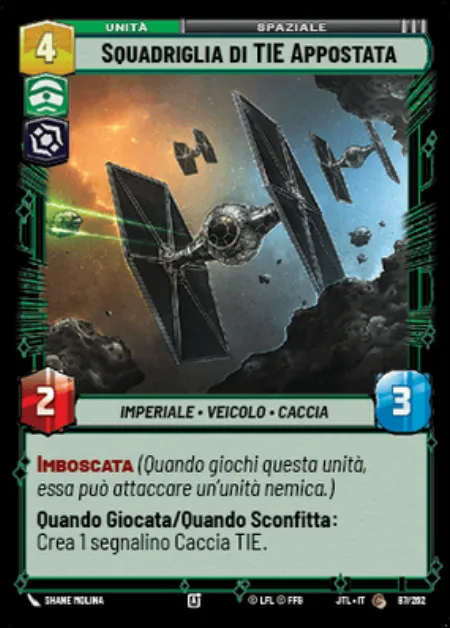 UNITÀ
SPAZIALE
4
SQUADRIGLIA DI TIE APPOSTATA
2
IMPERIALE • VEICOLO • CACCIA
3
IMBOSCATA (Quando giochi questa unità,
essa può attaccare un'unità nemica.)
Quando Giocata/Quando Sconfitta:
Crea 1 segnalino Caccia TIE.
SHANE MOLINA
A
© LFL © FFG
JTL • IT
C
87/262